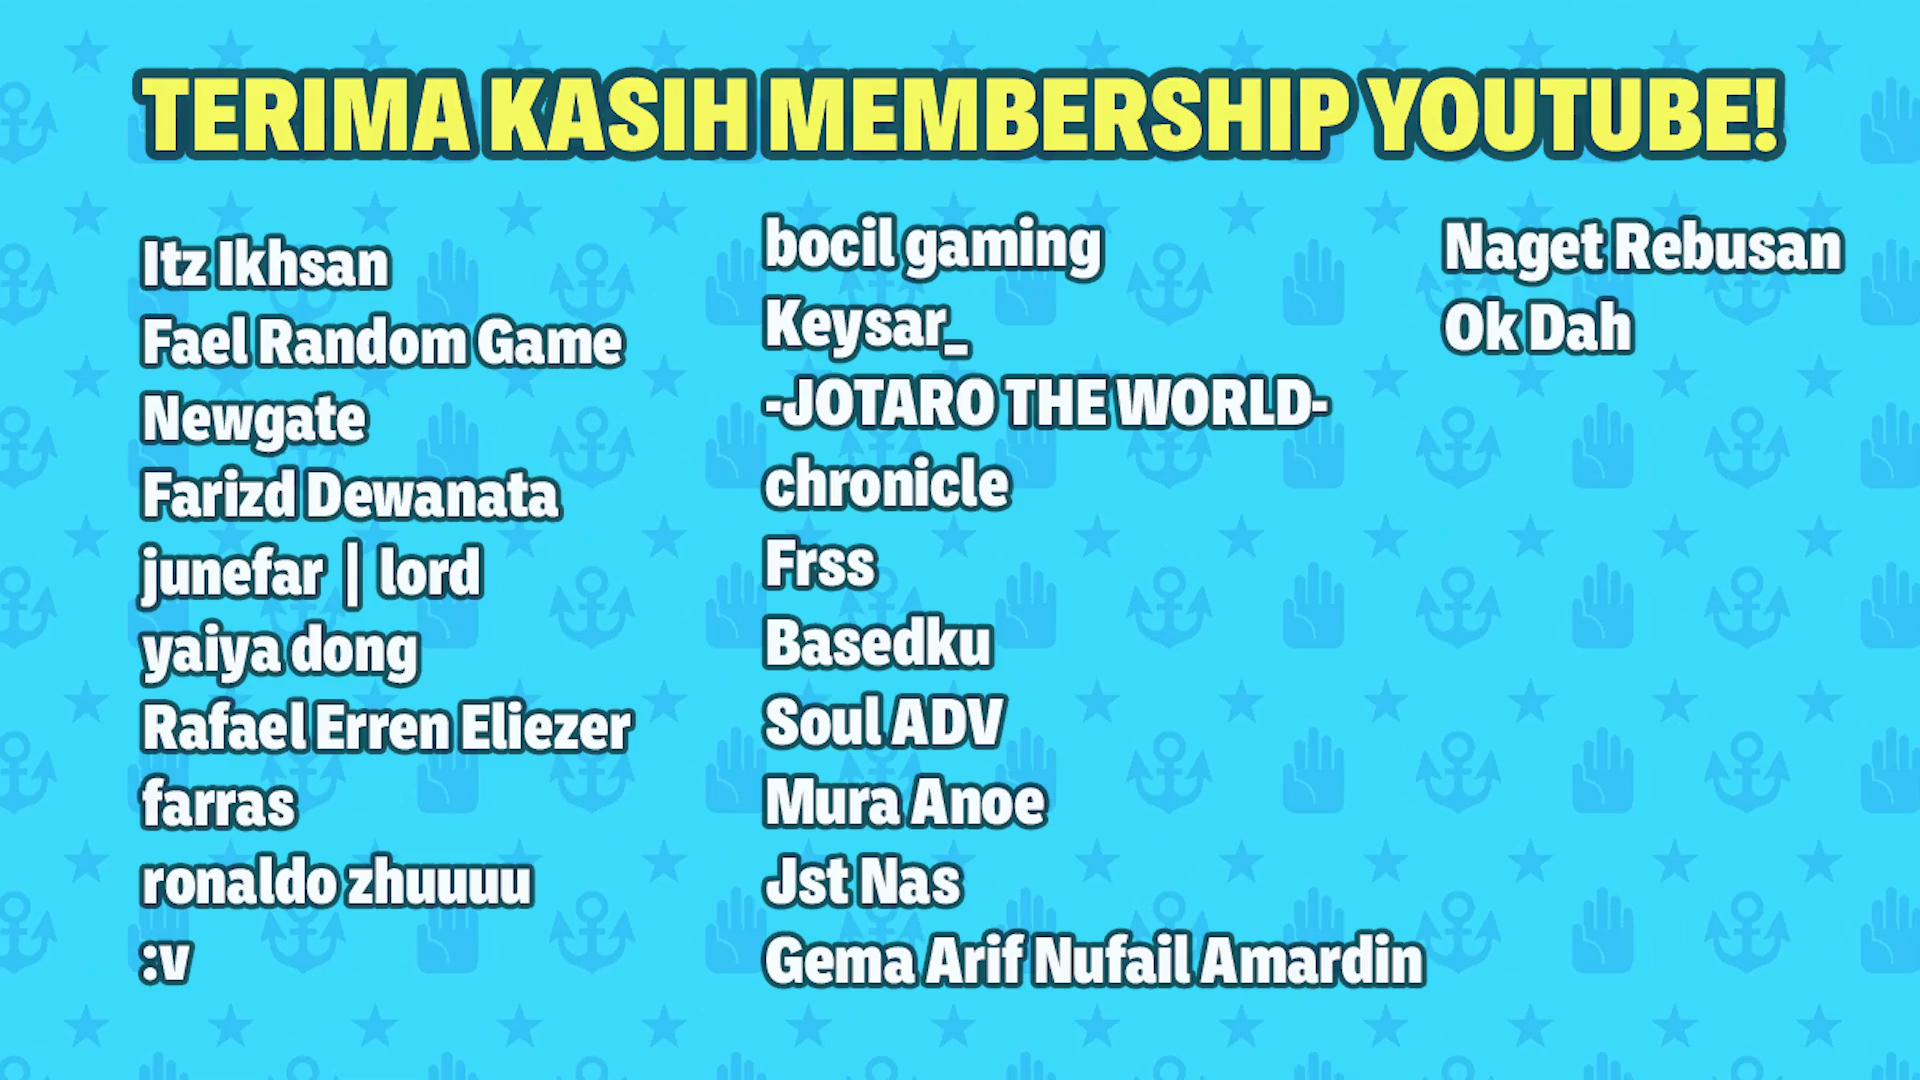 TERIMA KASIH MEMBERSHIP YOUTUBE!
Itz Ikhsan
Fael Random Game
Newgate
Farizd Dewanata
junefar | lord
yaiya dong
Rafael Erren Eliezer
farras
ronaldo zhuuuu
:v
bocil gaming
Keysar_
-JOTARO THE WORLD-
chronicle
Frss
Basedku
Soul ADV
Mura Anoe
Jst Nas
Gema Arif Nufail Amardin
Naget Rebusan
Ok Dah